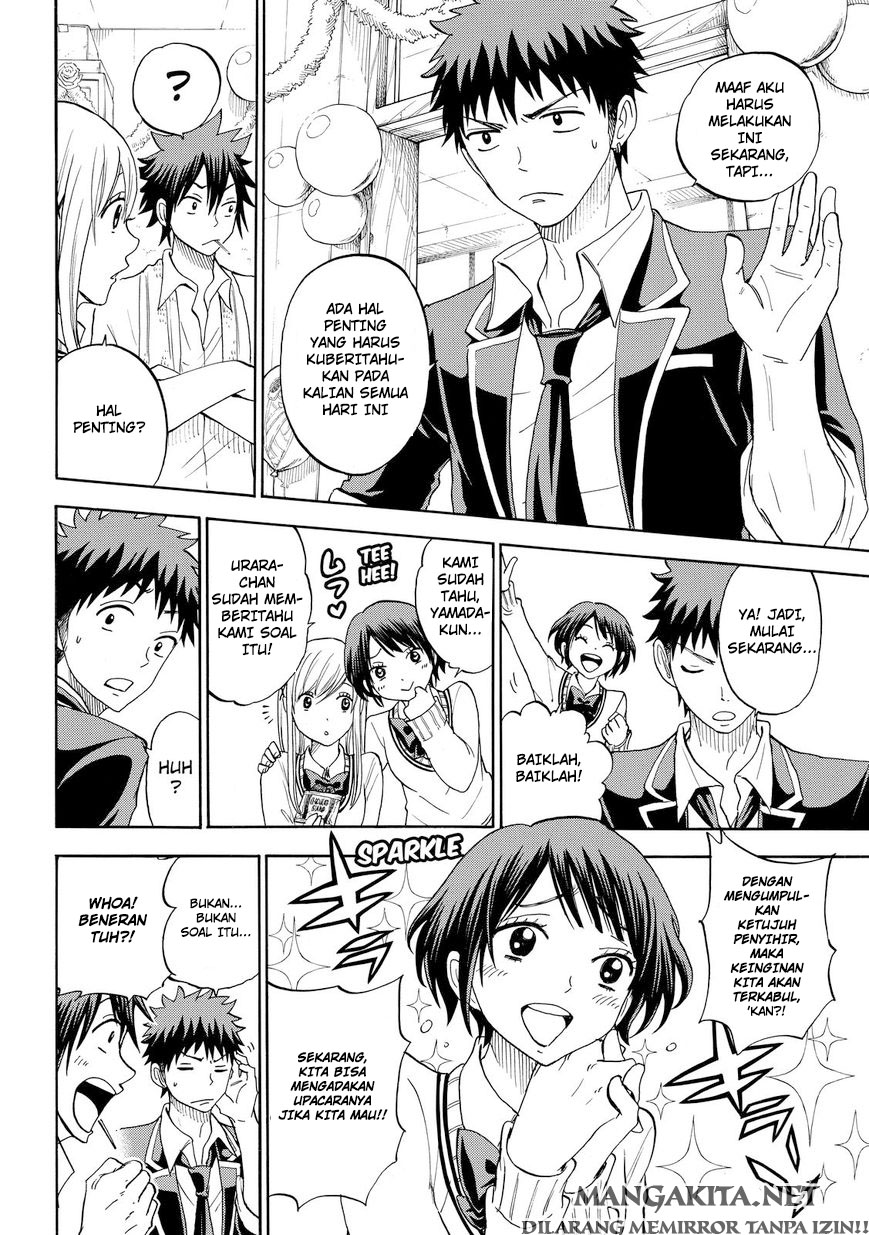 MAAF AKU
HARUS
MELAKUKAN
INI
SEKARANG,
TAPI...
ADA HAL
PENTING
YANG HARUS
KUBERITAHU-
KAN PADA
KALIAN SEMUA
HARI INI
?
HAL
PENTING?
YA! JADI,
MULAI
SEKARANG...
BAIKLAH,
BAIKLAH!
KAMI
SUDAH
TAHU,
YAMADA-
KUN...
TEE
HEE!
URARA-
CHAN
SUDAH MEM-
BERITAHU
KAMI SOAL
ITU!
HUH
?
DENGAN
MENGUMPUL-
KAN
KETUJUH
PENYIHIR,
MAKA
KEINGINAN
KITA AKAN
TERKABUL,
'KAN?!
SPARKLE
SEKARANG,
KITA BISA
MENGADAKAN
UPACARANYA
JIKA KITA
MAU!!
BUKAN...
BUKAN
SOAL ITU...
WHOA!
BENERAN
TUH?!
MANGAKITA.NET
DILARANG MEMIRROR TANPA IZIN!!